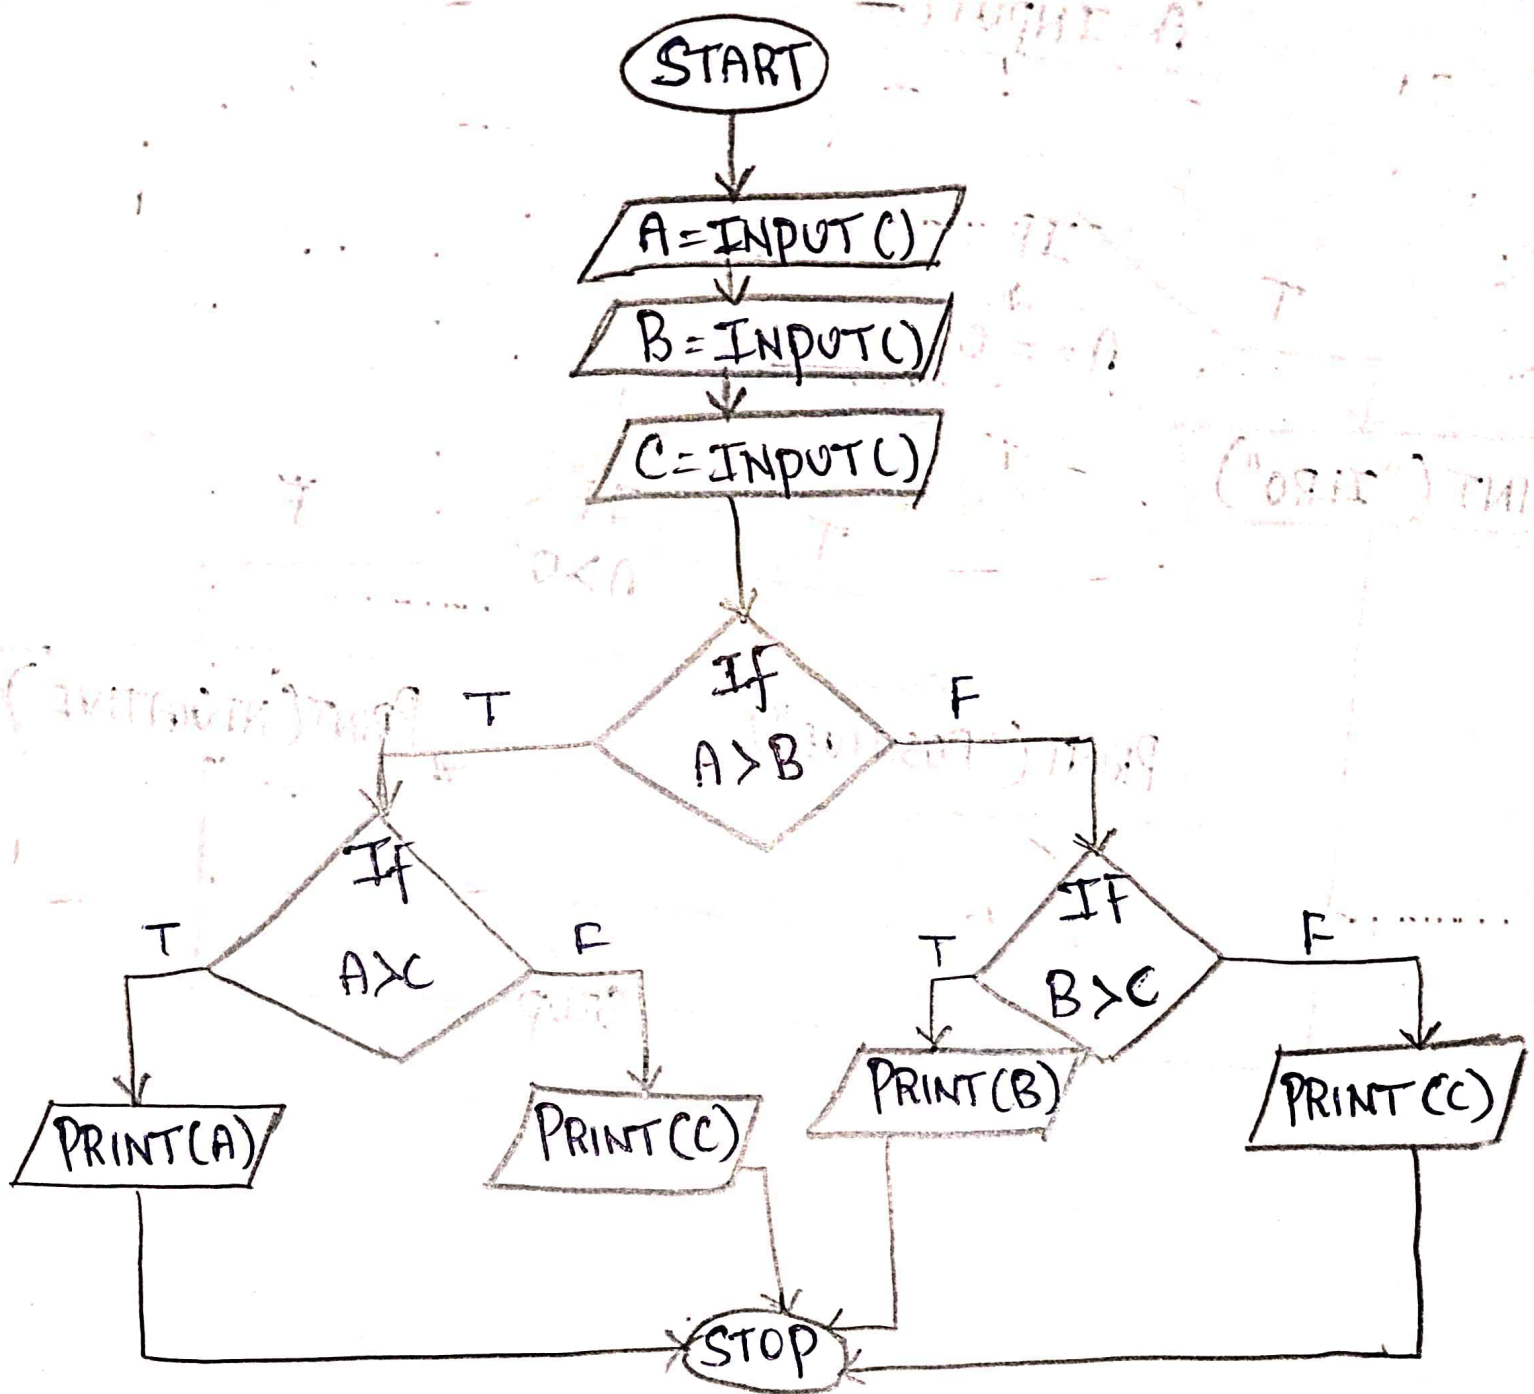 START
A=INPUT()
B=INPUT()
C=INPUT()
If
A>B
T
F
If
A>C
T
F
IF
B>C
T
F
PRINT(A)
PRINT(C)
PRINT(B)
PRINT(C)
STOP